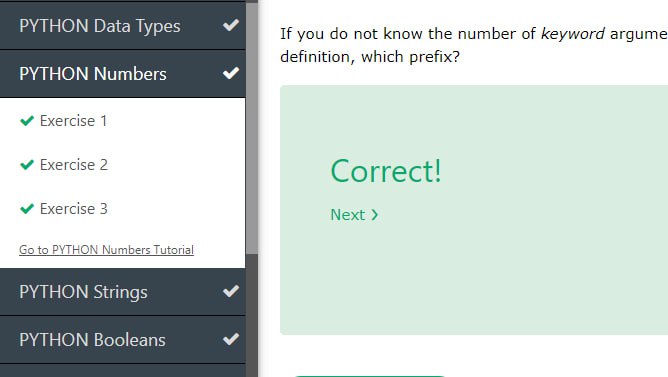 PYTHON Data Types
PYTHON Numbers
Exercise 1
Exercise 2
Exercise 3
Go to PYTHON Numbers Tutorial
PYTHON Strings
PYTHON Booleans
If you do not know the number of keyword argume
definition, which prefix?
Correct!
Next ❯